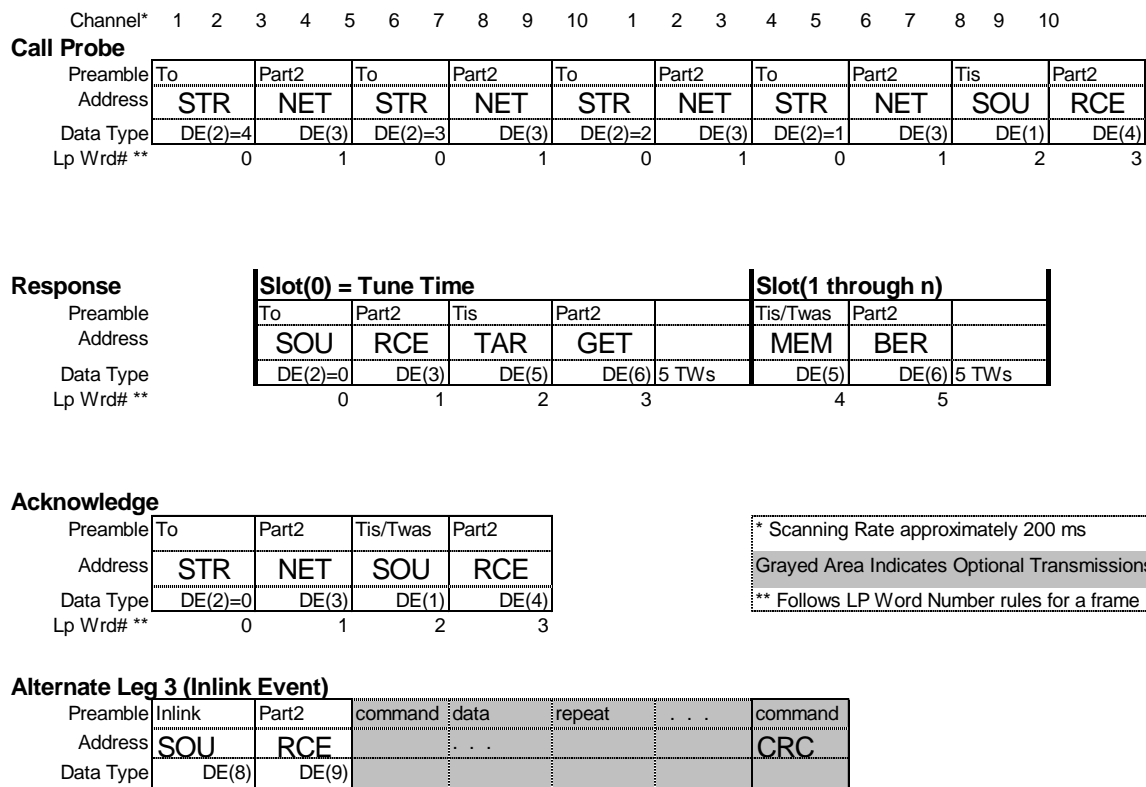 Channel* 1 2 3 4 5 6 7 8 9 10 1 2 3 4 5 6 7 8 9 10
Call Probe
Preamble To Part2 To Part2 To Part2 To Part2 Tis Part2
Address STR NET STR NET STR NET STR NET SOU RCE
Data Type DE(2)=4 DE(3) DE(2)=3 DE(3) DE(2)=2 DE(3) DE(2)=1 DE(3) DE(1) DE(4)
Lp Wrd# ** 0 1 0 1 0 1 0 1 2 3
Response Slot(0) = Tune Time Slot(1 through n)
Preamble To Part2 Tis Part2 Tis/Twas Part2
Address SOU RCE TAR GET MEM BER
Data Type DE(2)=0 DE(3) DE(5) DE(6) 5 TWs DE(5) DE(6) 5 TWs
Lp Wrd# ** 0 1 2 3 4 5
Acknowledge
Preamble To Part2 Tis/Twas Part2
Address STR NET SOU RCE
Data Type DE(2)=0 DE(3) DE(1) DE(4)
Lp Wrd# ** 0 1 2 3
* Scanning Rate approximately 200 ms
Grayed Area Indicates Optional Transmissions
** Follows LP Word Number rules for a frame
Alternate Leg 3 (Inlink Event)
Preamble Inlink Part2 command data repeat . . . command
Address SOU RCE . . . CRC
Data Type DE(8) DE(9)